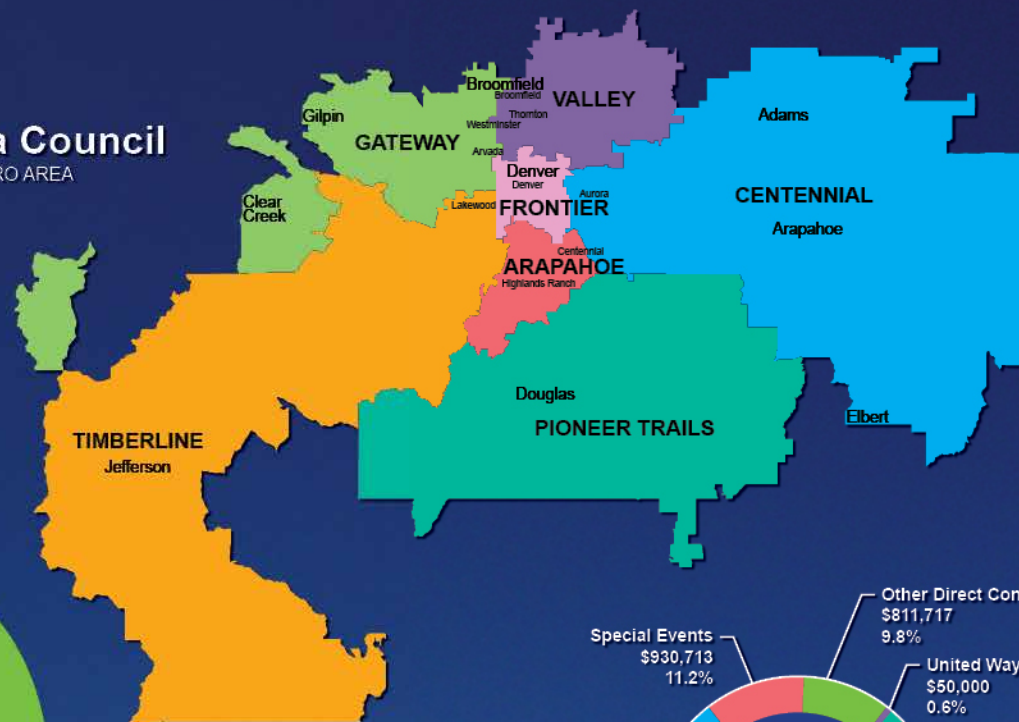 a Council
RO AREA
Broomfield
Broomfield
VALLEY
Gilpin
Thornton
Adams
Westminster
GATEWAY
Arvada
Denver
Denver
Clear
Creek
Lakewood
FRONTIER
Aurora
CENTENNIAL
Arapahoe
Centennial
ARAPAHOE
Highlands Ranch
Douglas
PIONEER TRAILS
Elbert
TIMBERLINE
Jefferson
Special Events
$930,713
11.2%
Other Direct Con
$811,717
9.8%
United Way
$50,000
0.6%